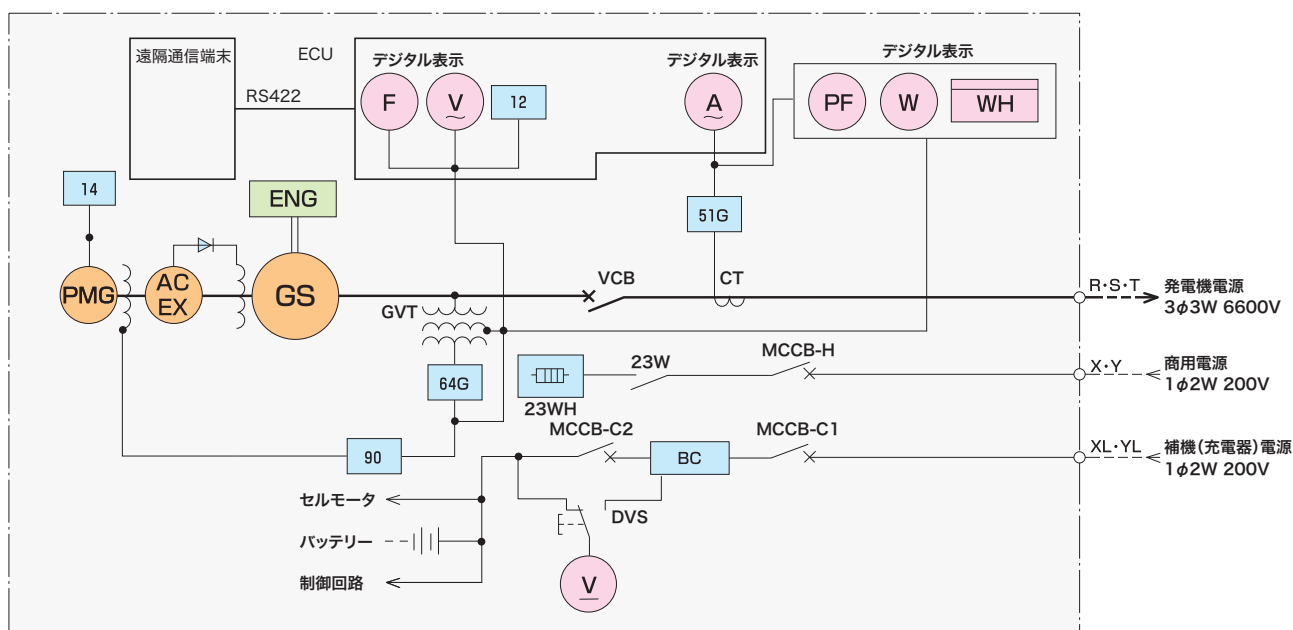 遠隔通信端末
ECU
RS422
デジタル表示
F
V
12
デジタル表示
A
デジタル表示
PF
W
WH
14
ENG
51G
PMG
AC
EX
GS
GVT
VCB
CT
R・S・T
発電機電源
3φ3W 6600V
64G
23WH
23W
MCCB-H
X・Y
商用電源
1φ2W 200V
90
MCCB-C2
BC
MCCB-C1
XL・YL
補機(充電器)電源
1φ2W 200V
セルモータ
DVS
バッテリー
制御回路
V